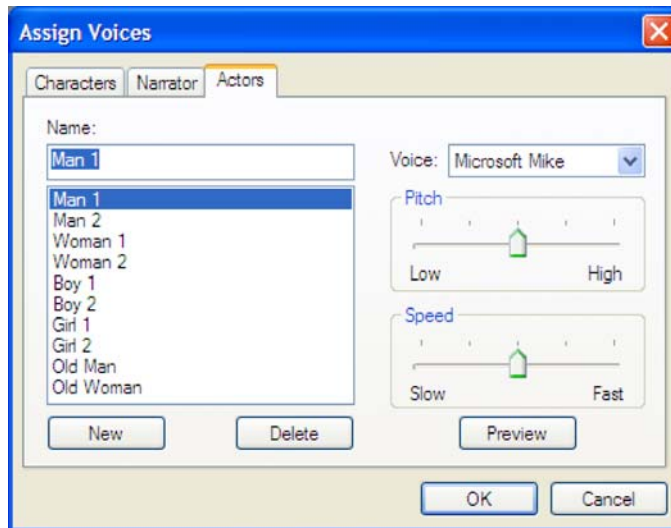 Assign Voices
Characters Narrator Actors
Name:
Man 1
Man 1
Man 2
Woman 1
Woman 2
Boy 1
Boy 2
Girl 1
Girl 2
Old Man
Old Woman
New Delete
Voice: Microsoft Mike
Pitch
Low High
Speed
Slow Fast
Preview
OK Cancel